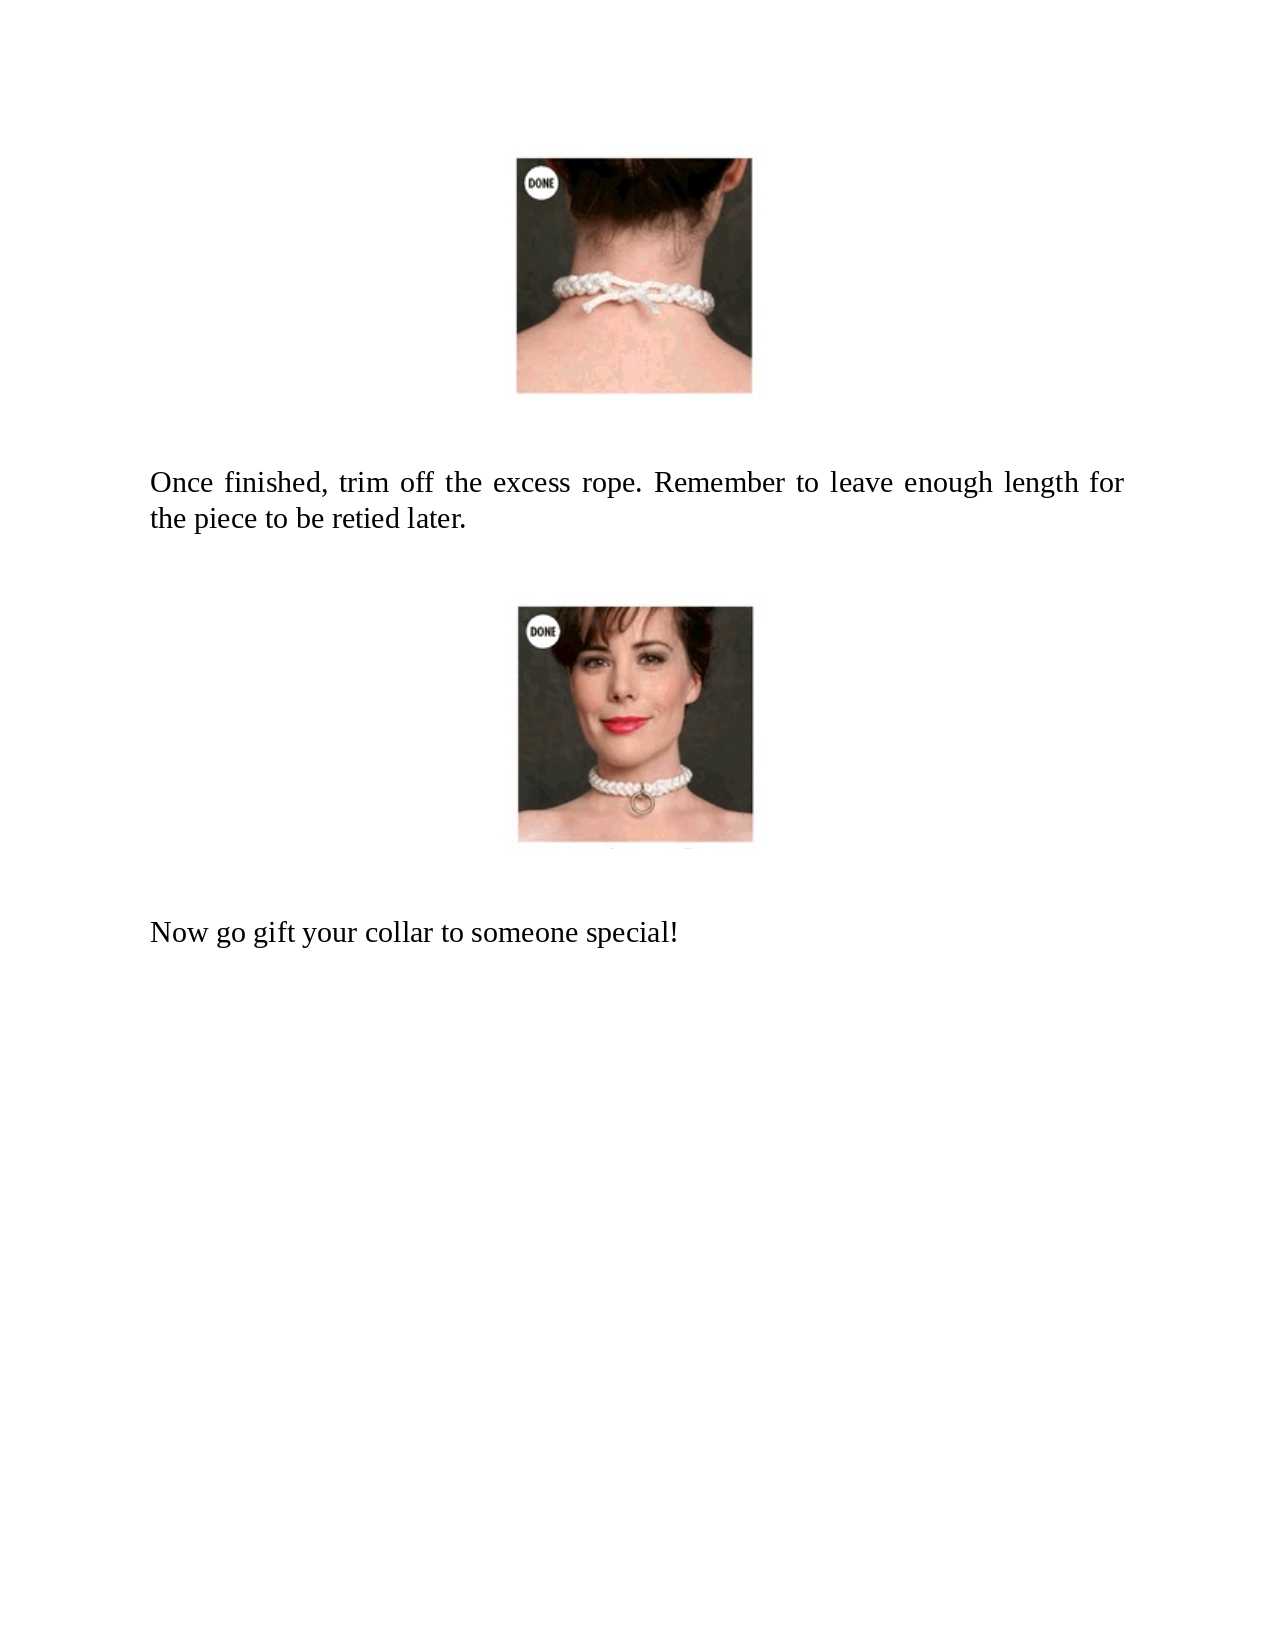 DONE
Once finished, trim off the excess rope. Remember to leave enough length for
the piece to be retied later.
DONE
Now go gift your collar to someone special!